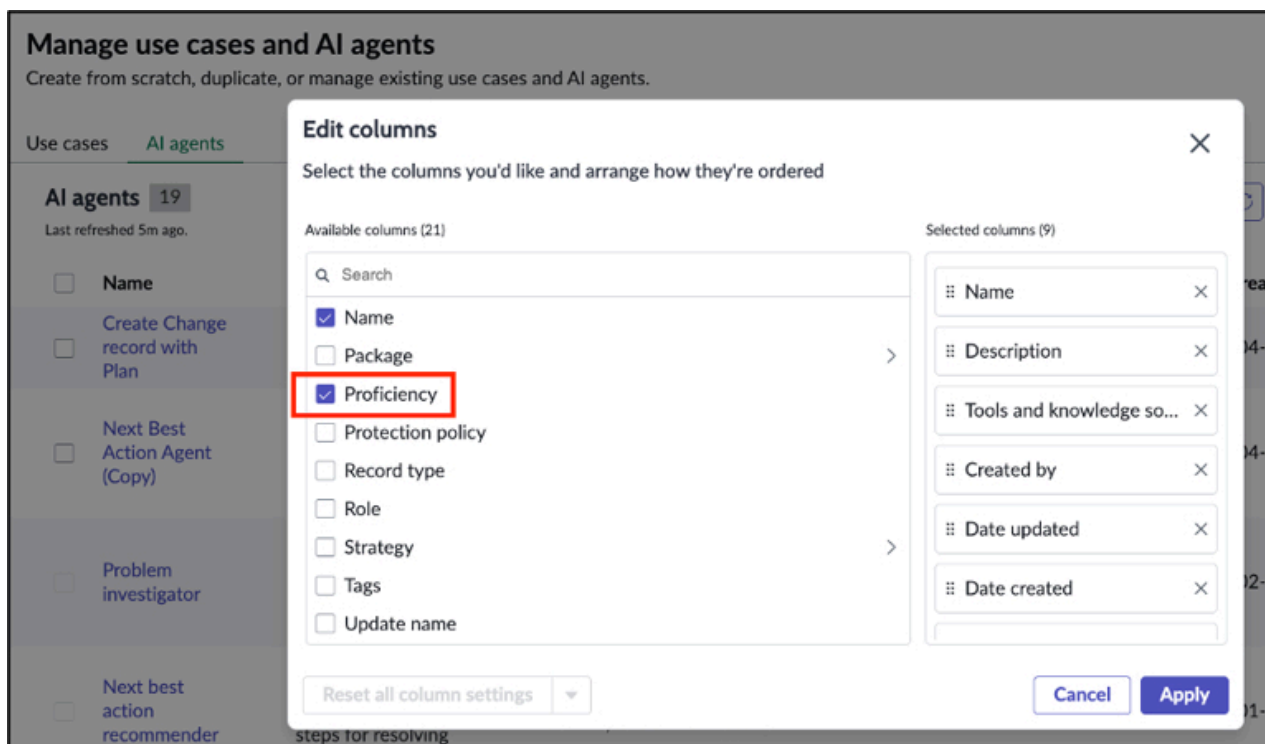 Manage use cases and AI agents
Create from scratch, duplicate, or manage existing use cases and AI agents.
Use cases
AI agents
AI agents 19
Last refreshed 5m ago.
Name
Create Change
record with
Plan
Next Best
Action Agent
(Copy)
Problem
investigator
Next best
action
recommender
steps for resolving
Edit columns
Select the columns you'd like and arrange how they're ordered
Available columns (21)
Search
Name
Package
Proficiency
Protection policy
Record type
Role
Strategy
Tags
Update name
Selected columns (9)
Name
Description
Tools and knowledge so...
Created by
Date updated
Date created
Reset all column settings
Cancel
Apply